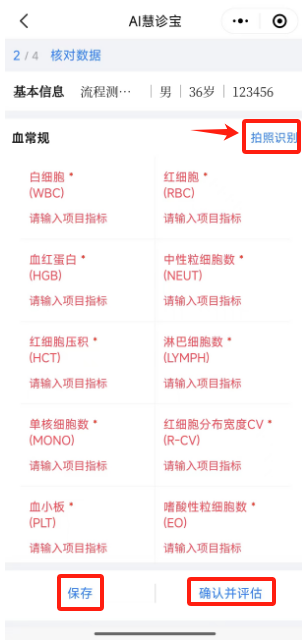 AI慧诊宝
2 / 4 核对数据
基本信息 流程测… | 男 | 36岁 | 123456
血常规 拍照识别
白细胞 * 红细胞 *
(WBC) (RBC)
请输入项目指标 请输入项目指标
血红蛋白 * 中性粒细胞数 *
(HGB) (NEUT)
请输入项目指标 请输入项目指标
红细胞压积 * 淋巴细胞数 *
(HCT) (LYMPH)
请输入项目指标 请输入项目指标
单核细胞数 * 红细胞分布宽度CV *
(MONO) (R-CV)
请输入项目指标 请输入项目指标
血小板 * 嗜酸性粒细胞数 *
(PLT) (EO)
请输入项目指标 请输入项目指标
保存 | 确认并评估